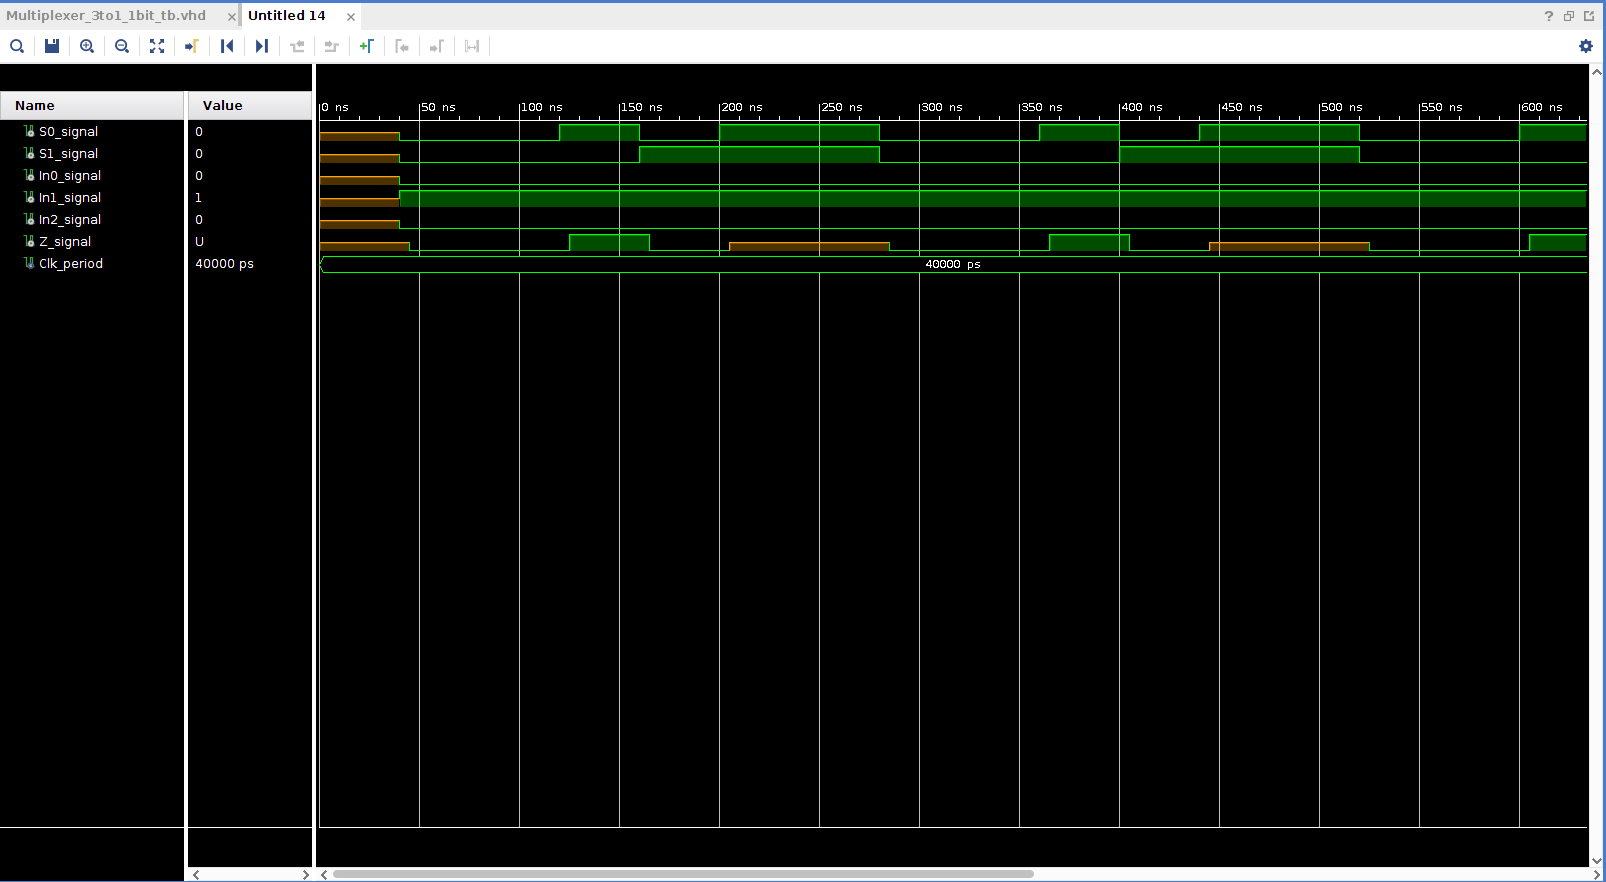 Multiplexer_3to1_1bit_tb.vhd × Untitled 14 × ?
Name Value
0 ns 50 ns 100 ns 150 ns 200 ns 250 ns 300 ns 350 ns 400 ns 450 ns 500 ns 550 ns 600 ns
S0_signal 0
S1_signal 0
In0_signal 0
In1_signal 1
In2_signal 0
Z_signal U
Clk_period 40000 ps 40000 ps